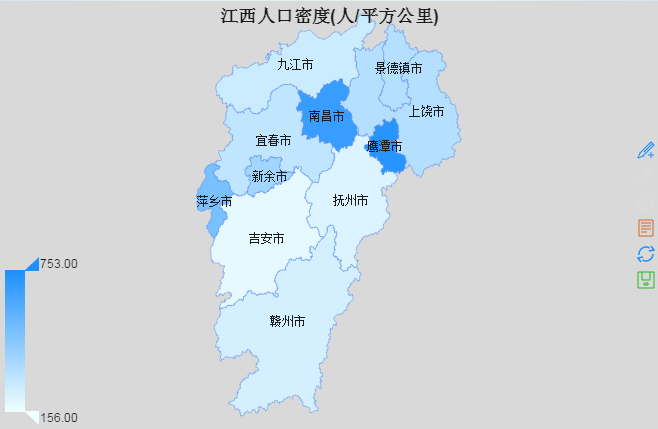 江西人口密度(人/平方公里)
九江市
景德镇市
上饶市
南昌市
宜春市
鹰潭市
新余市
萍乡市
抚州市
吉安市
753.00
赣州市
156.00